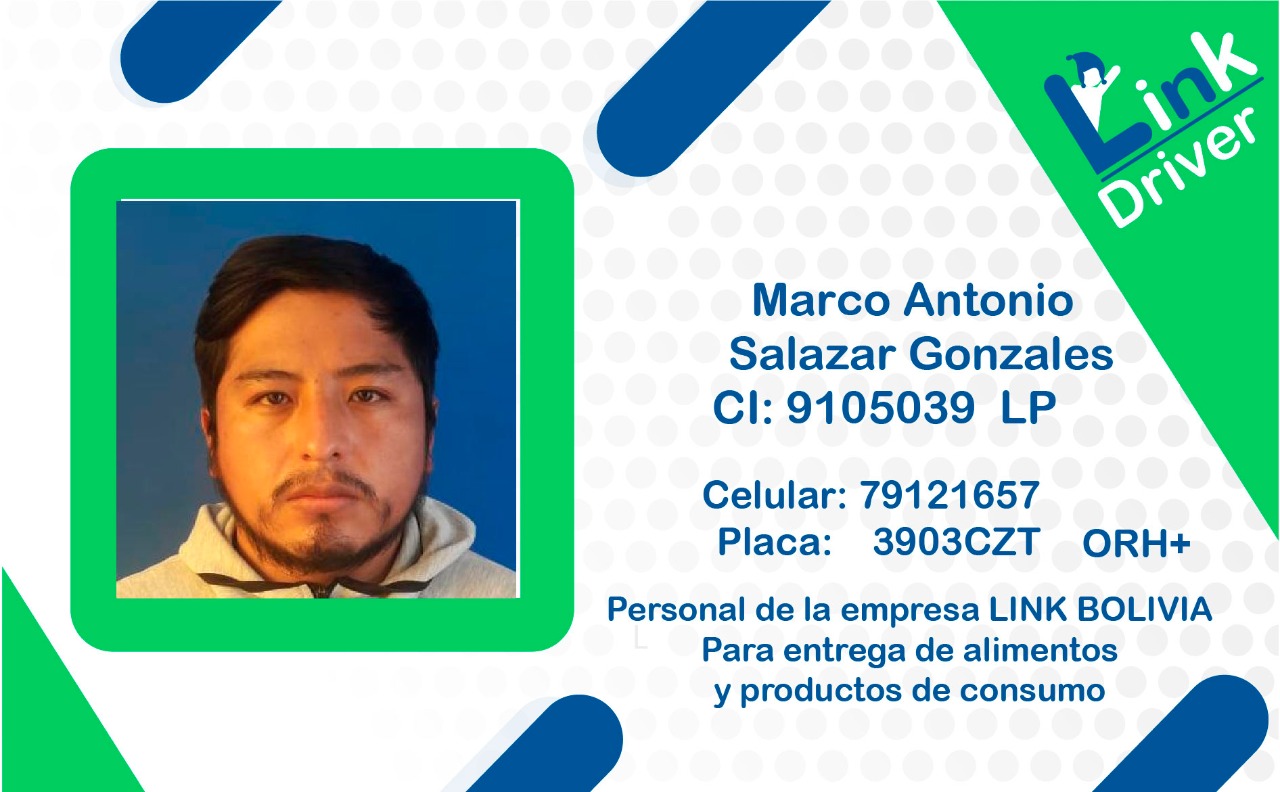 Link
Driver
Marco Antonio
Salazar Gonzales
CI: 9105039 LP
Celular: 79121657
Placa: 3903CZT ORH+
Personal de la empresa LINK BOLIVIA
Para entrega de alimentos
y productos de consumo
L